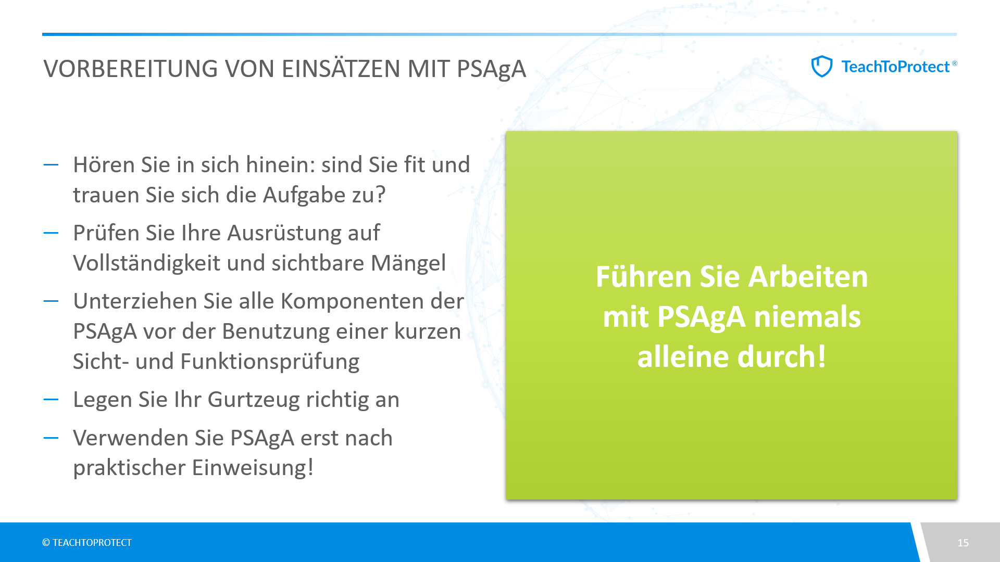 VORBEREITUNG VON EINSÄTZEN MIT PSAgA
TeachToProtect®
— Hören Sie in sich hinein: sind Sie fit und
trauen Sie sich die Aufgabe zu?
— Prüfen Sie Ihre Ausrüstung auf
Vollständigkeit und sichtbare Mängel
— Unterziehen Sie alle Komponenten der
PSAgA vor der Benutzung einer kurzen
Sicht- und Funktionsprüfung
— Legen Sie Ihr Gurtzeug richtig an
— Verwenden Sie PSAgA erst nach
praktischer Einweisung!
Führen Sie Arbeiten
mit PSAgA niemals
alleine durch!
© TEACHTOPROTECT
15